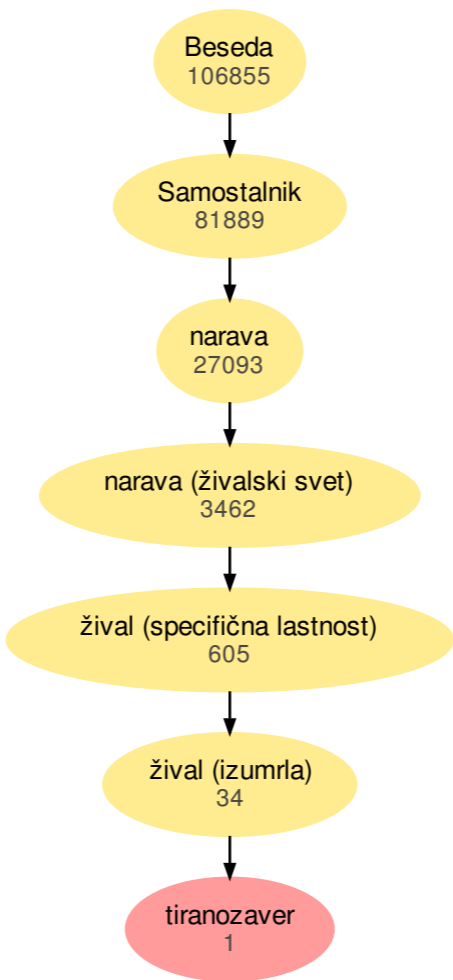 Beseda
106855
Samostalnik
81889
narava
27093
narava (živalski svet)
3462
žival (specifična lastnost)
605
žival (izumrla)
34
tiranozaver
1